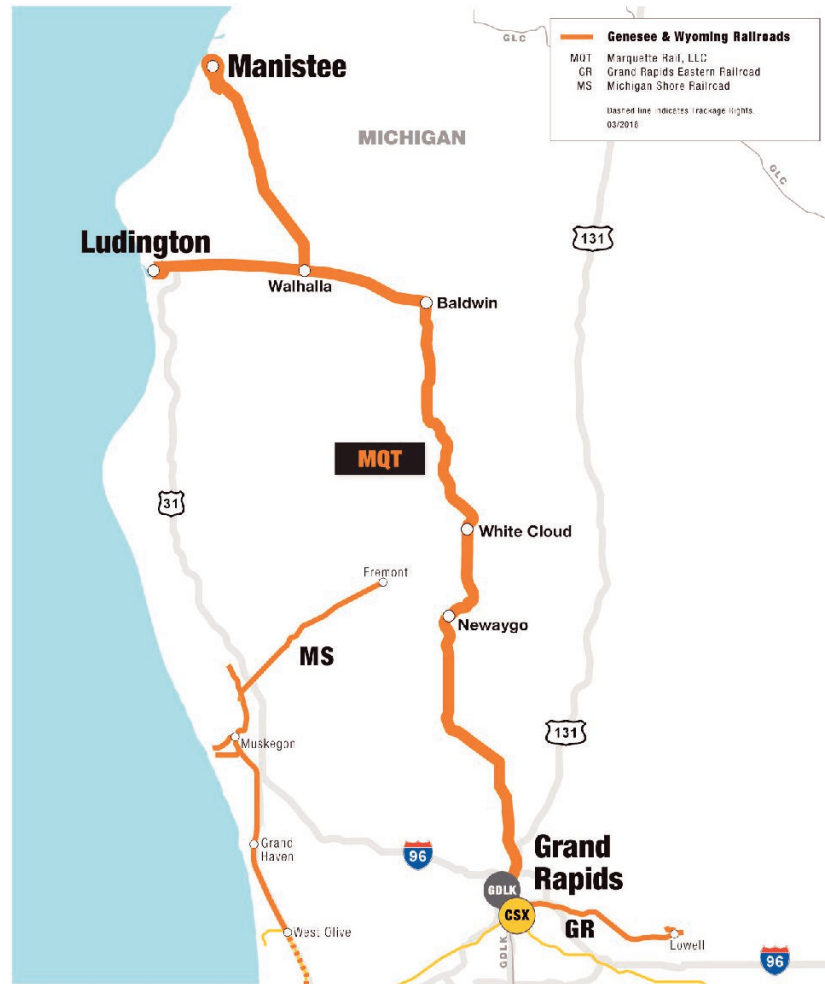 Genesee & Wyoming Railroads
MQT Marquette Rail, LLC
GR Grand Rapids Eastern Railroad
MS Michigan Shore Railroad
Dashed line indicates Trackage Rights.
03/2016
GLC
Manistee
MICHIGAN
GLC
Ludington
131
Walhalla
Baldwin
MQT
31
White Cloud
Fremont
Newaygo
MS
131
Muskegon
Grand
Haven
96
Grand
Rapids
GDLK
CSX
GR
West Olive
Lowell
GDLK
96